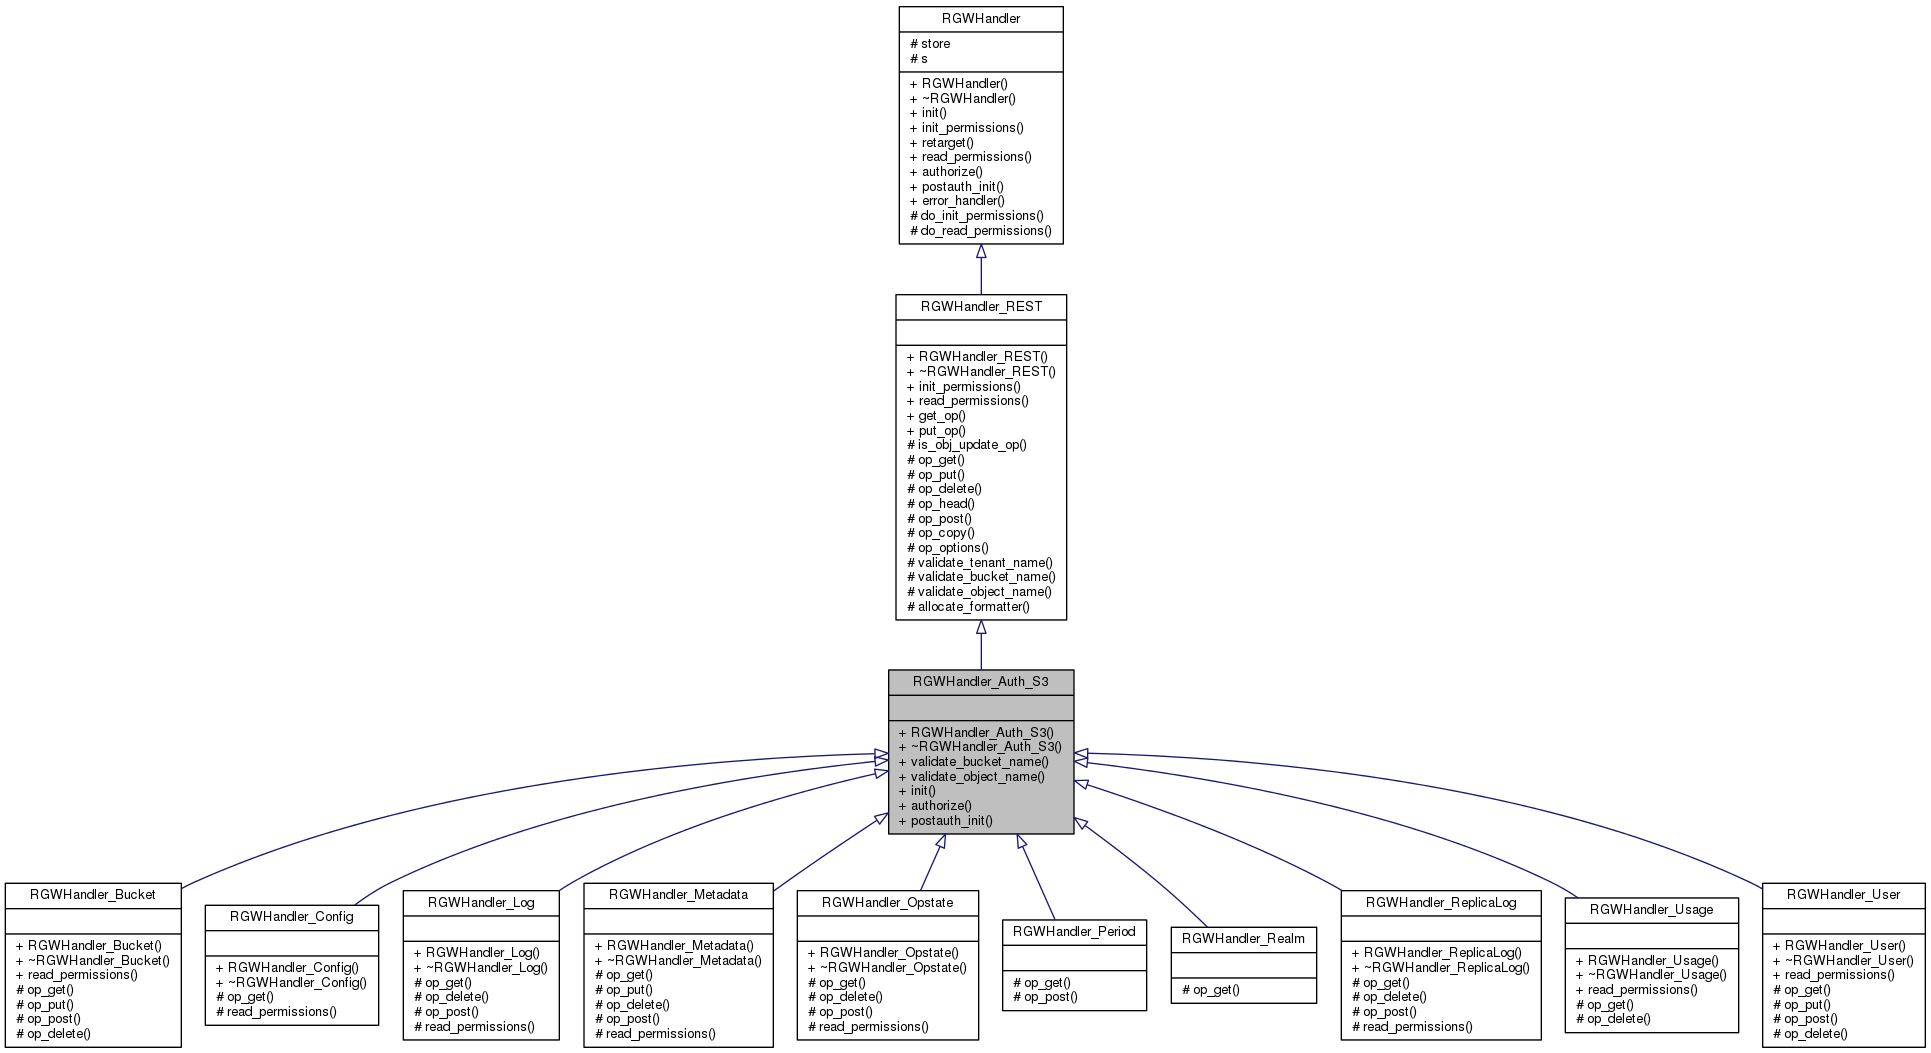 RGWHandler
# store
# s
+ RGWHandler()
+ ~RGWHandler()
+ init()
+ init_permissions()
+ retarget()
+ read_permissions()
+ authorize()
+ postauth_init()
+ error_handler()
# do_init_permissions()
# do_read_permissions()
RGWHandler_REST
+ RGWHandler_REST()
+ ~RGWHandler_REST()
+ init_permissions()
+ read_permissions()
+ get_op()
+ put_op()
# is_obj_update_op()
# op_get()
# op_put()
# op_delete()
# op_head()
# op_post()
# op_copy()
# op_options()
# validate_tenant_name()
# validate_bucket_name()
# validate_object_name()
# allocate_formatter()
RGWHandler_Auth_S3
+ RGWHandler_Auth_S3()
+ ~RGWHandler_Auth_S3()
+ validate_bucket_name()
+ validate_object_name()
+ init()
+ authorize()
+ postauth_init()
RGWHandler_Bucket
+ RGWHandler_Bucket()
+ ~RGWHandler_Bucket()
+ read_permissions()
# op_get()
# op_put()
# op_post()
# op_delete()
RGWHandler_Config
+ RGWHandler_Config()
+ ~RGWHandler_Config()
# op_get()
# read_permissions()
RGWHandler_Log
+ RGWHandler_Log()
+ ~RGWHandler_Log()
# op_get()
# op_delete()
# op_post()
# read_permissions()
RGWHandler_Metadata
+ RGWHandler_Metadata()
+ ~RGWHandler_Metadata()
# op_get()
# op_put()
# op_delete()
# op_post()
# read_permissions()
RGWHandler_Opstate
+ RGWHandler_Opstate()
+ ~RGWHandler_Opstate()
# op_get()
# op_delete()
# op_post()
# read_permissions()
RGWHandler_Period
# op_get()
# op_post()
RGWHandler_Realm
# op_get()
RGWHandler_ReplicaLog
+ RGWHandler_ReplicaLog()
+ ~RGWHandler_ReplicaLog()
# op_get()
# op_delete()
# op_post()
# read_permissions()
RGWHandler_Usage
+ RGWHandler_Usage()
+ ~RGWHandler_Usage()
+ read_permissions()
# op_get()
# op_delete()
RGWHandler_User
+ RGWHandler_User()
+ ~RGWHandler_User()
+ read_permissions()
# op_get()
# op_put()
# op_post()
# op_delete()